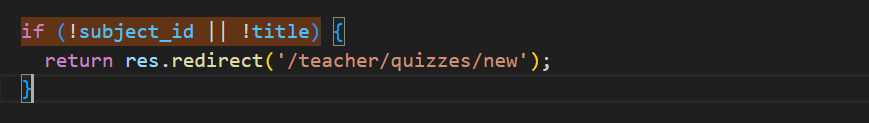 if (!subject_id || !title) {
  return res.redirect('/teacher/quizzes/new');
}